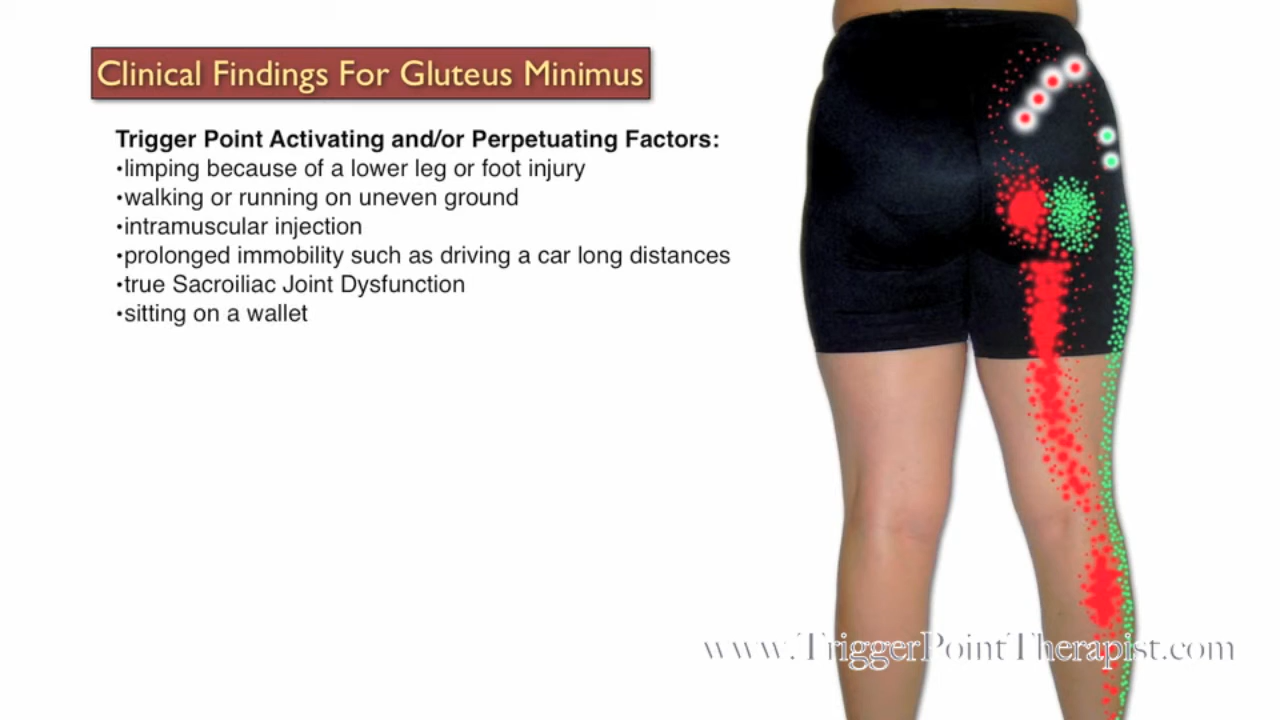 Clinical Findings For Gluteus Minimus
Trigger Point Activating and/or Perpetuating Factors:
•limping because of a lower leg or foot injury
•walking or running on uneven ground
•intramuscular injection
•prolonged immobility such as driving a car long distances
•true Sacroiliac Joint Dysfunction
•sitting on a wallet
www.TriggerPointTherapist.com